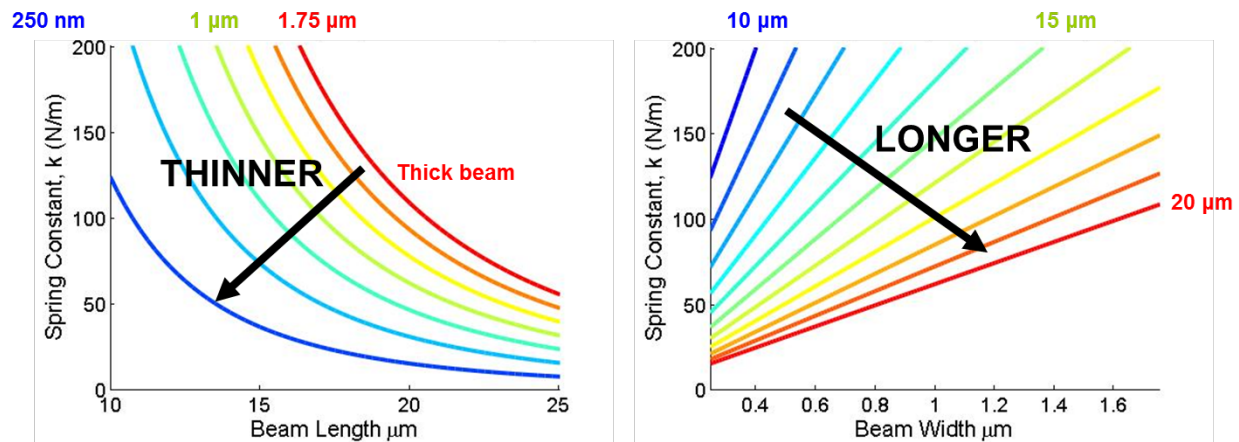 250 nm 1 µm 1.75 µm
200
150
100
50
0
10 15 20 25
Spring Constant, k (N/m)
Beam Length µm
THINNER
Thick beam
10 µm 15 µm
200
150
100
50
0
0.4 0.6 0.8 1 1.2 1.4 1.6
Spring Constant, k (N/m)
Beam Width µm
LONGER
20 µm